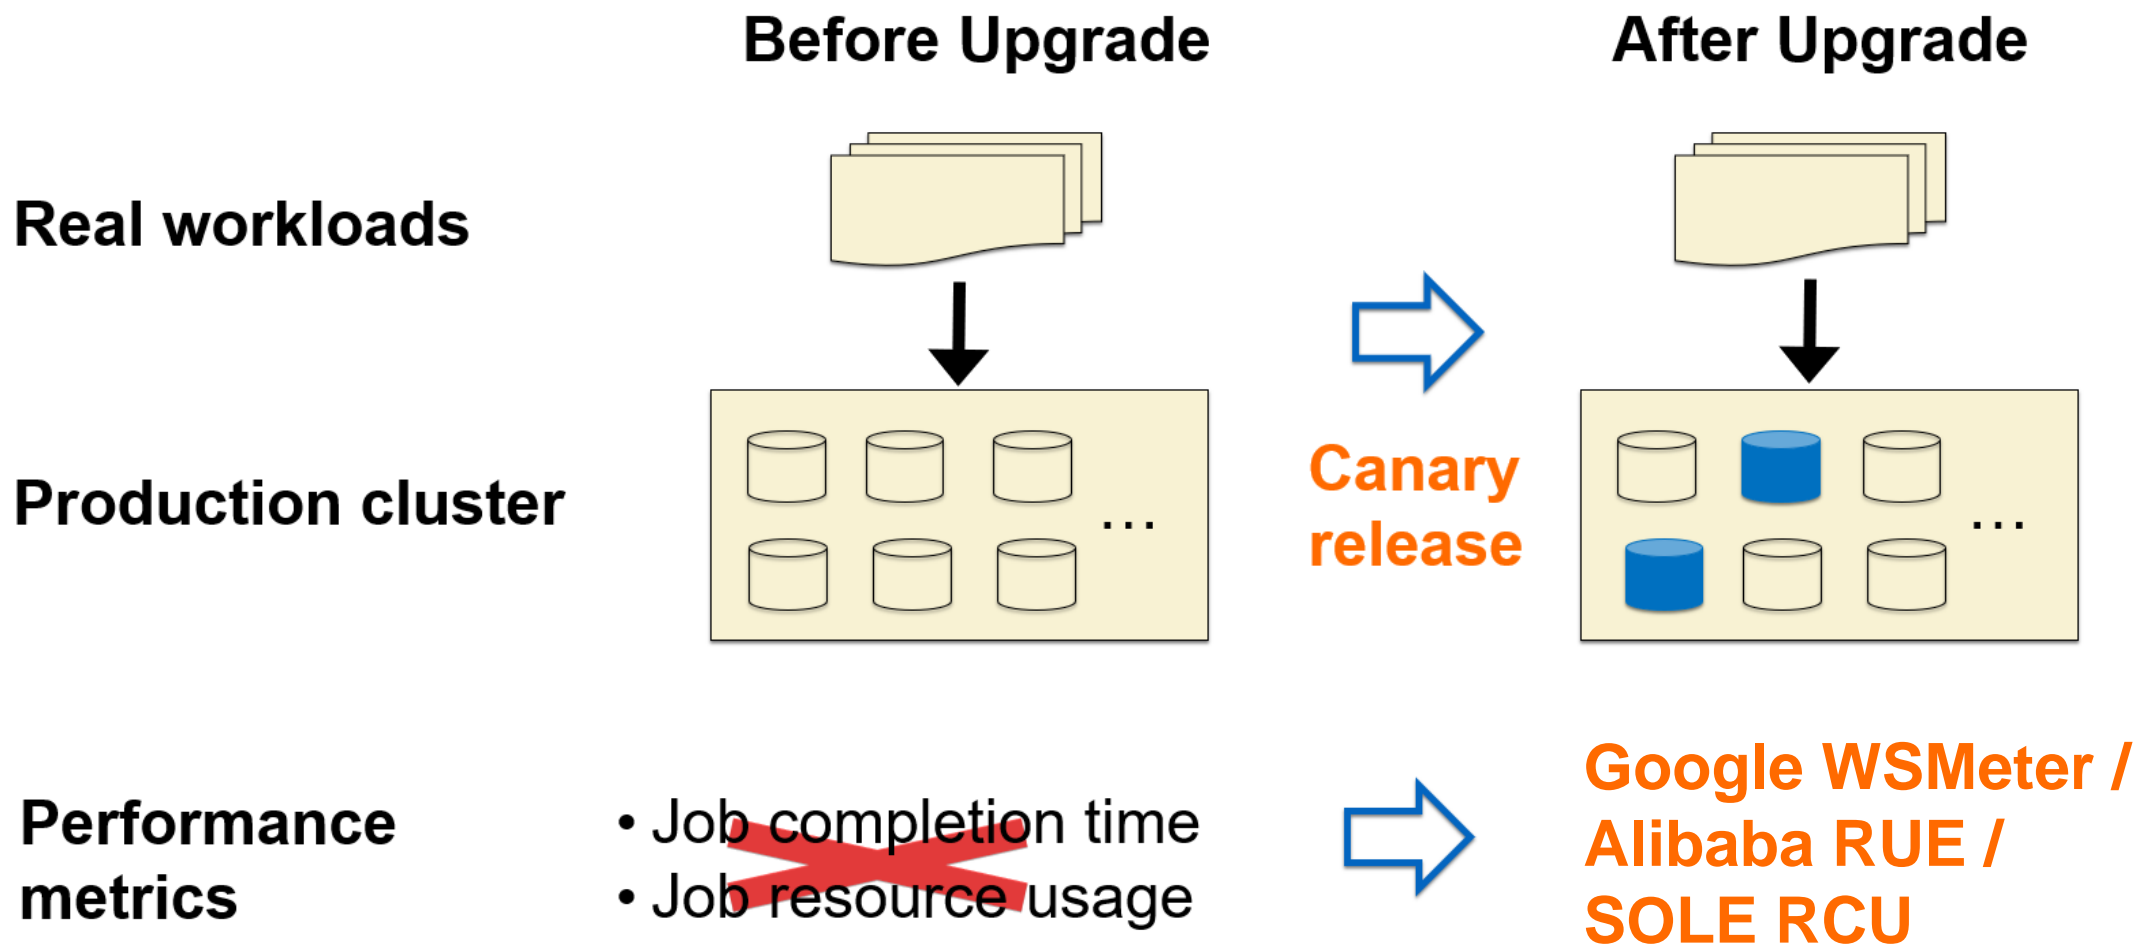 Before Upgrade
After Upgrade
Real workloads
Canary
release
Production cluster
...
...
Performance
metrics
• Job completion time
• Job resource usage
Google WSMeter /
Alibaba RUE /
SOLE RCU